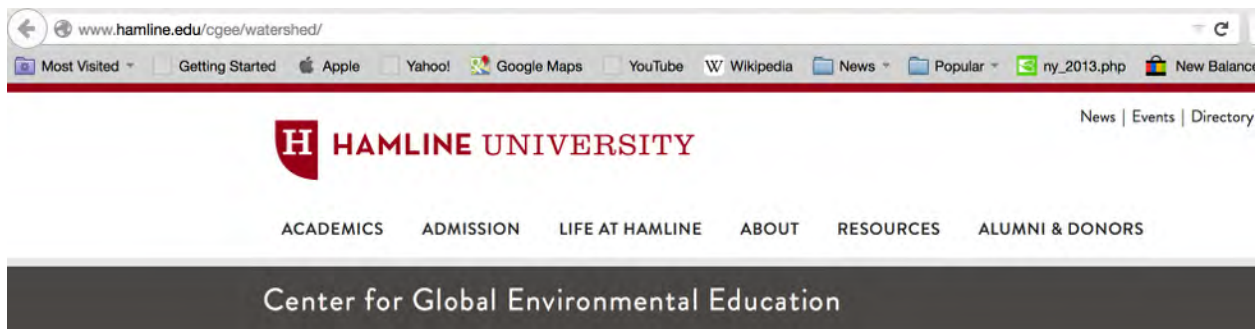 www.hamline.edu/cgee/watershed/
Most Visited Getting Started Apple Yahoo! Google Maps YouTube W Wikipedia News Popular ny_2013.php New Balance
News | Events | Directory
H HAMLINE UNIVERSITY
ACADEMICS ADMISSION LIFE AT HAMLINE ABOUT RESOURCES ALUMNI & DONORS
Center for Global Environmental Education